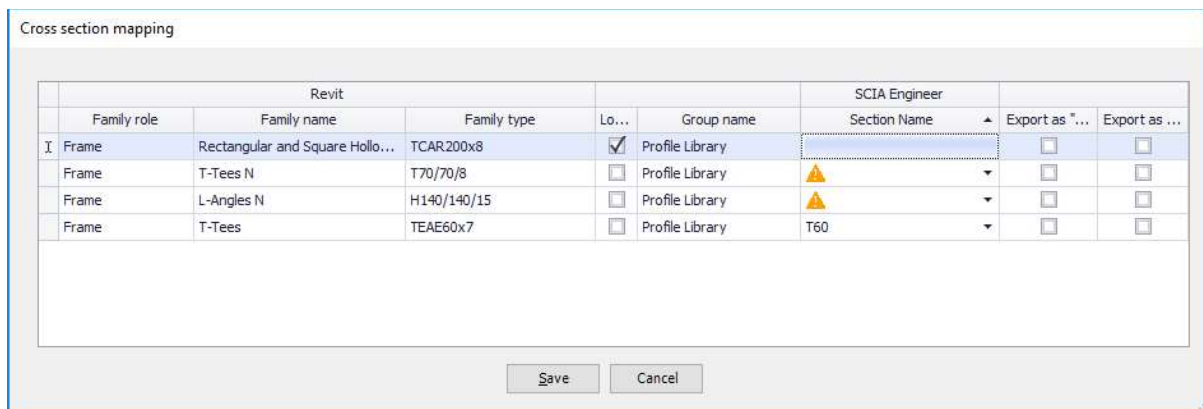 Cross section mapping
Revit SCIA Engineer
Family role Family name Family type Lo... Group name Section Name Export as "... Export as ...
Frame Rectangular and Square Hollo... TCAR200x8 Profile Library
Frame T-Tees N T70/70/8 Profile Library
Frame L-Angles N H140/140/15 Profile Library
Frame T-Tees TEAE60x7 Profile Library T60
Save Cancel